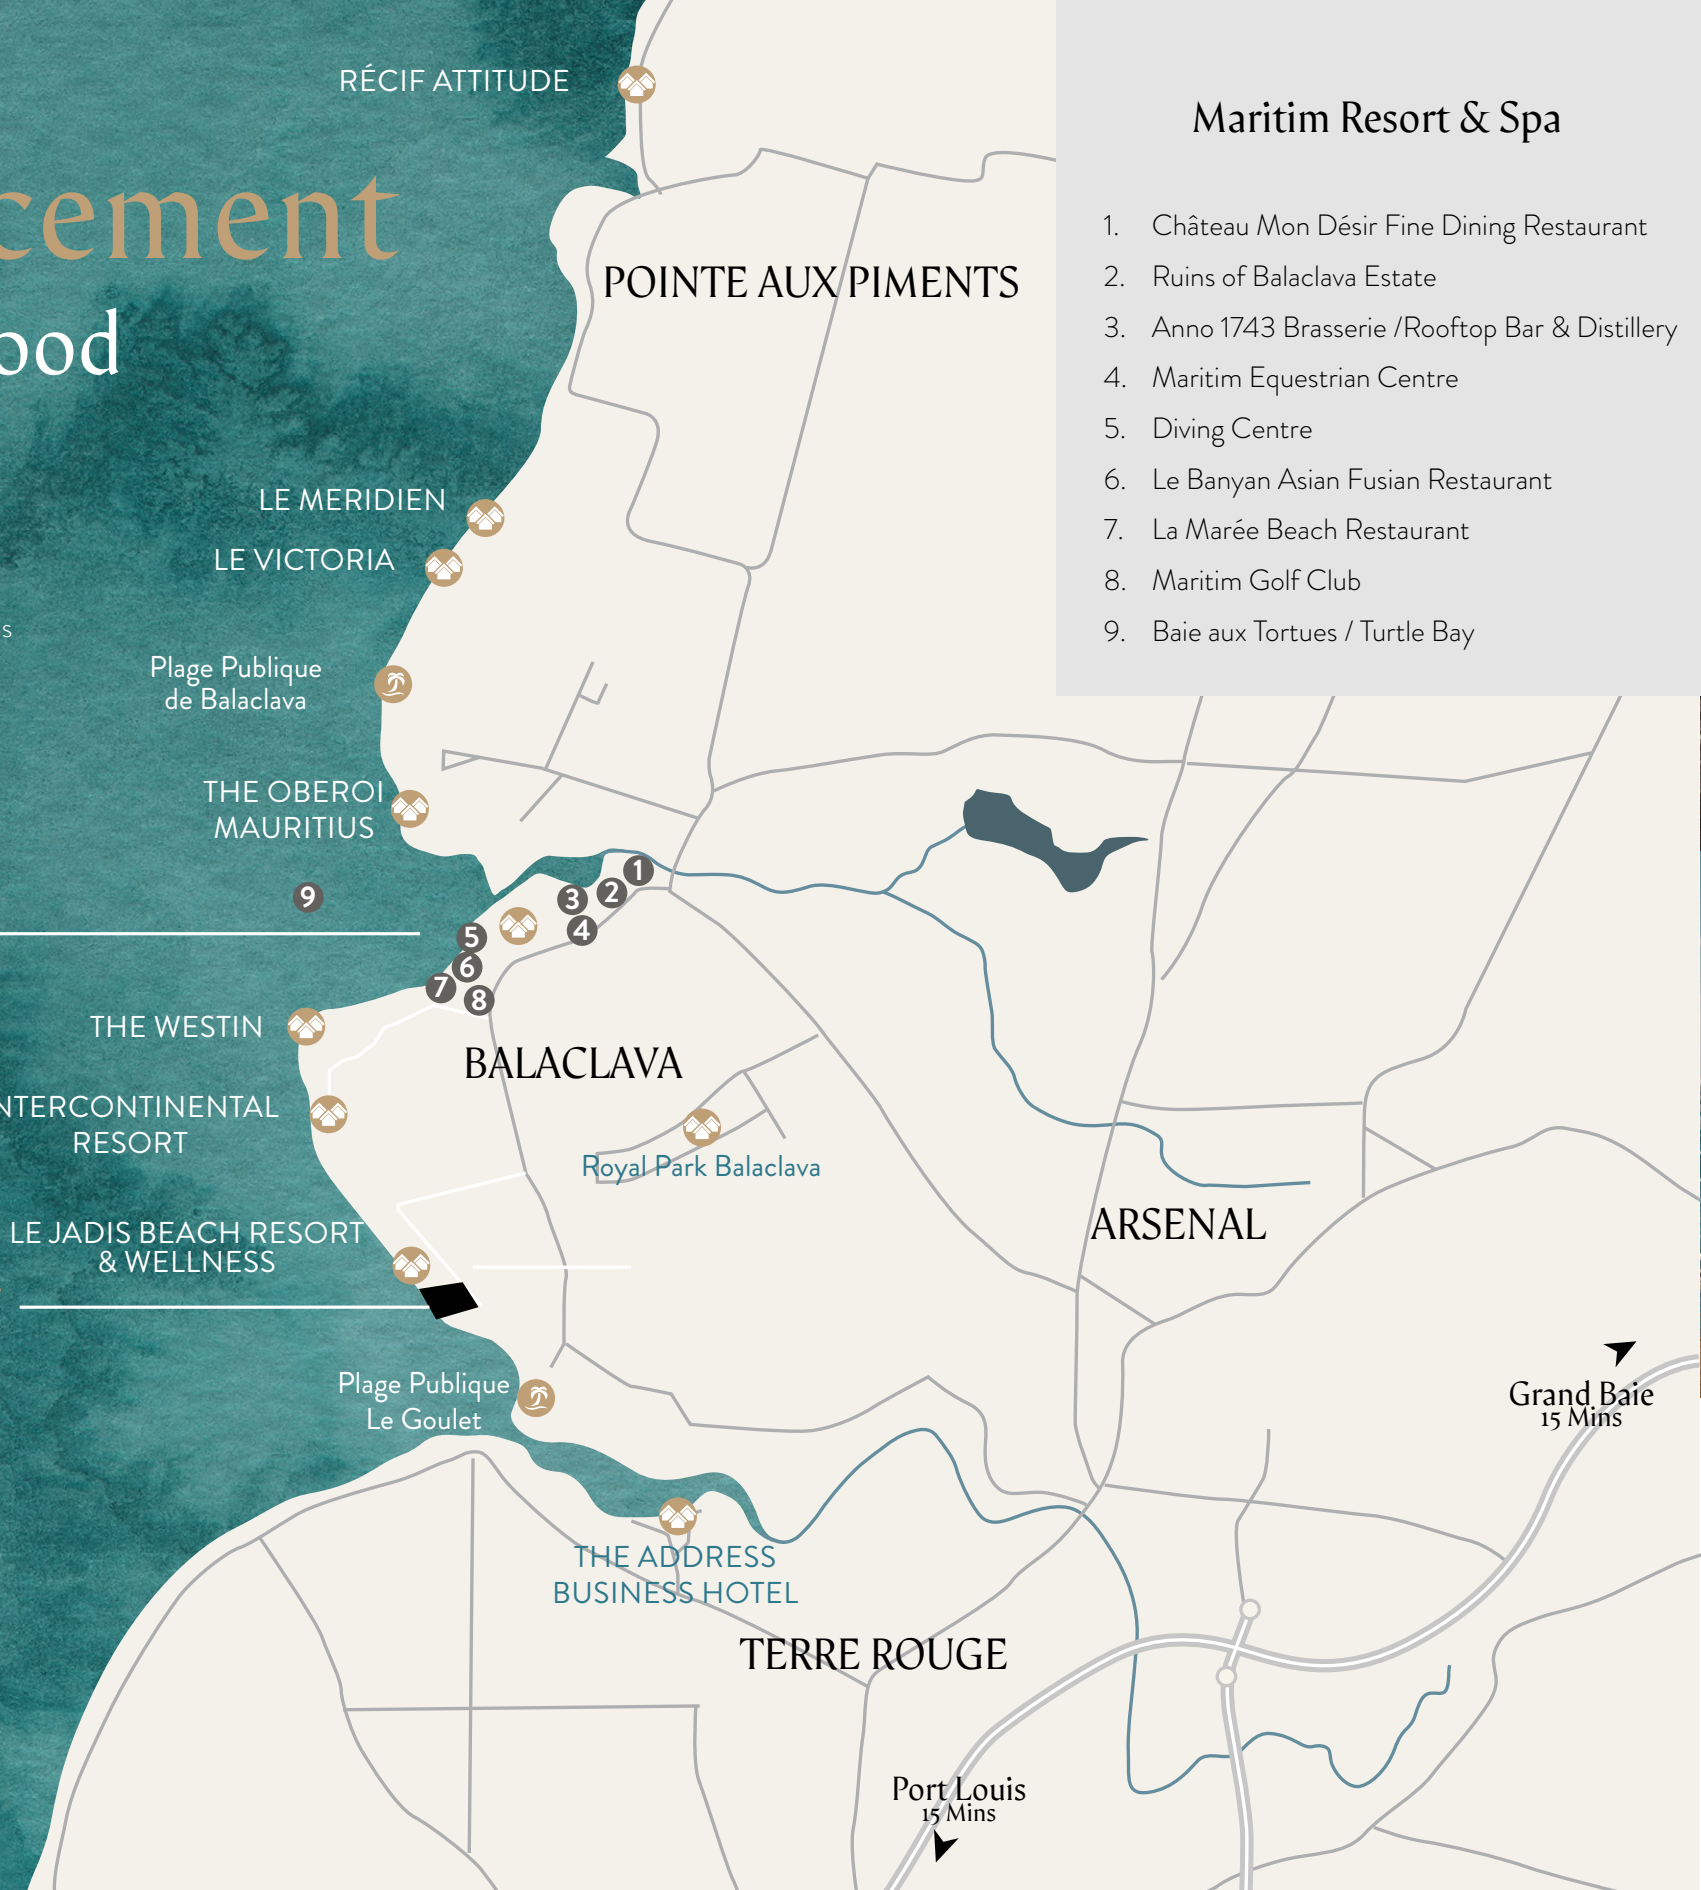 RÉCIF ATTITUDE
cement
ood
POINTE AUX PIMENTS
LE MERIDIEN
LE VICTORIA
s
Plage Publique
de Balaclava
THE OBEROI
MAURITIUS
9
1
2
3
4
5
6
7
8
THE WESTIN
BALACLAVA
NTERCONTINENTAL
RESORT
Royal Park Balaclava
ARSENAL
LE JADIS BEACH RESORT
& WELLNESS
Plage Publique
Le Goulet
Grand Baie
15 Mins
THE ADDRESS
BUSINESS HOTEL
TERRE ROUGE
Port Louis
15 Mins
Maritim Resort & Spa
1. Château Mon Désir Fine Dining Restaurant
2. Ruins of Balaclava Estate
3. Anno 1743 Brasserie /Rooftop Bar & Distillery
4. Maritim Equestrian Centre
5. Diving Centre
6. Le Banyan Asian Fusian Restaurant
7. La Marée Beach Restaurant
8. Maritim Golf Club
9. Baie aux Tortues / Turtle Bay